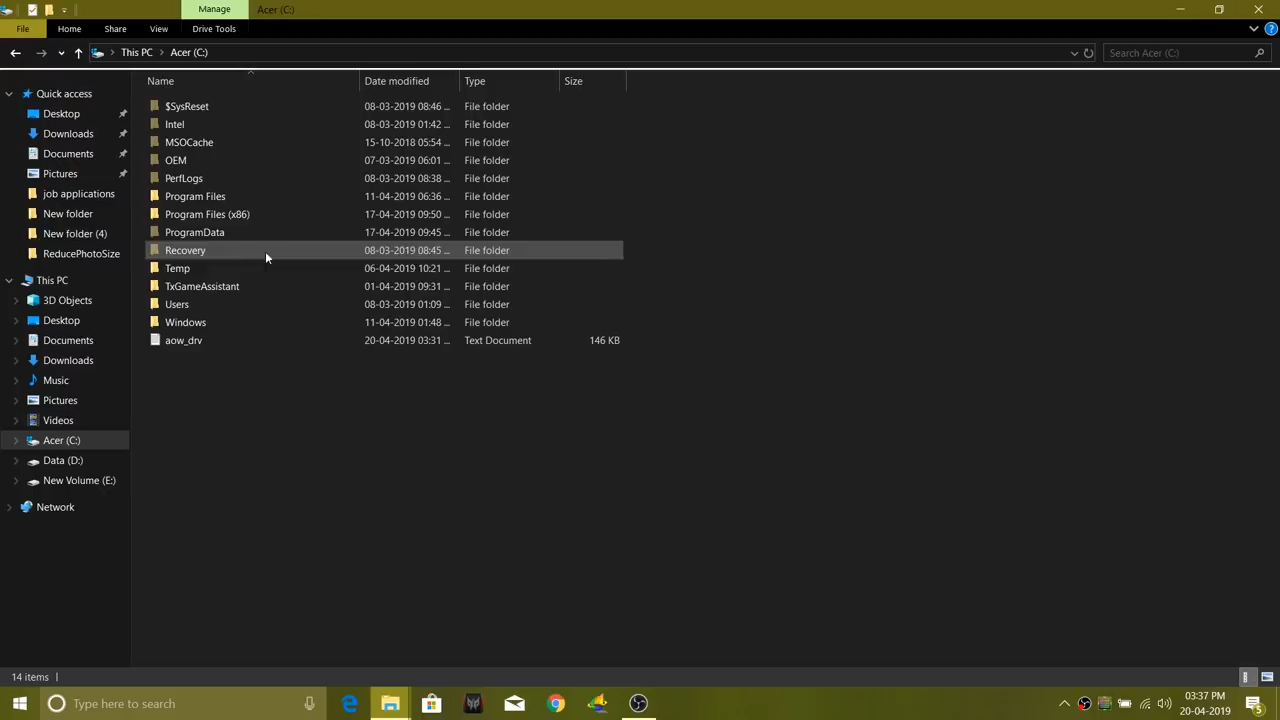 Manage
Acer (C:)
File
Home
Share
View
Drive Tools
?
This PC
Acer (C:)
Search Acer (C:)
Name
Date modified
Type
Size
Quick access
Desktop
Downloads
Documents
Pictures
job applications
New folder
New folder (4)
ReducePhotoSize
This PC
3D Objects
Desktop
Documents
Downloads
Music
Pictures
Videos
Acer (C:)
Data (D:)
New Volume (E:)
Network
$SysReset 08-03-2019 08:46 ... File folder
Intel 08-03-2019 01:42 ... File folder
MSOCache 15-10-2018 05:54 ... File folder
OEM 07-03-2019 06:01 ... File folder
PerfLogs 08-03-2019 08:38 ... File folder
Program Files 11-04-2019 06:36 ... File folder
Program Files (x86) 17-04-2019 09:50 ... File folder
ProgramData 17-04-2019 09:45 ... File folder
Recovery 08-03-2019 08:45 ... File folder
Temp 06-04-2019 10:21 ... File folder
TxGameAssistant 01-04-2019 09:31 ... File folder
Users 08-03-2019 01:09 ... File folder
Windows 11-04-2019 01:48 ... File folder
aow_drv 20-04-2019 03:31 ... Text Document 146 KB
14 items
Type here to search
03:37 PM
20-04-2019
5